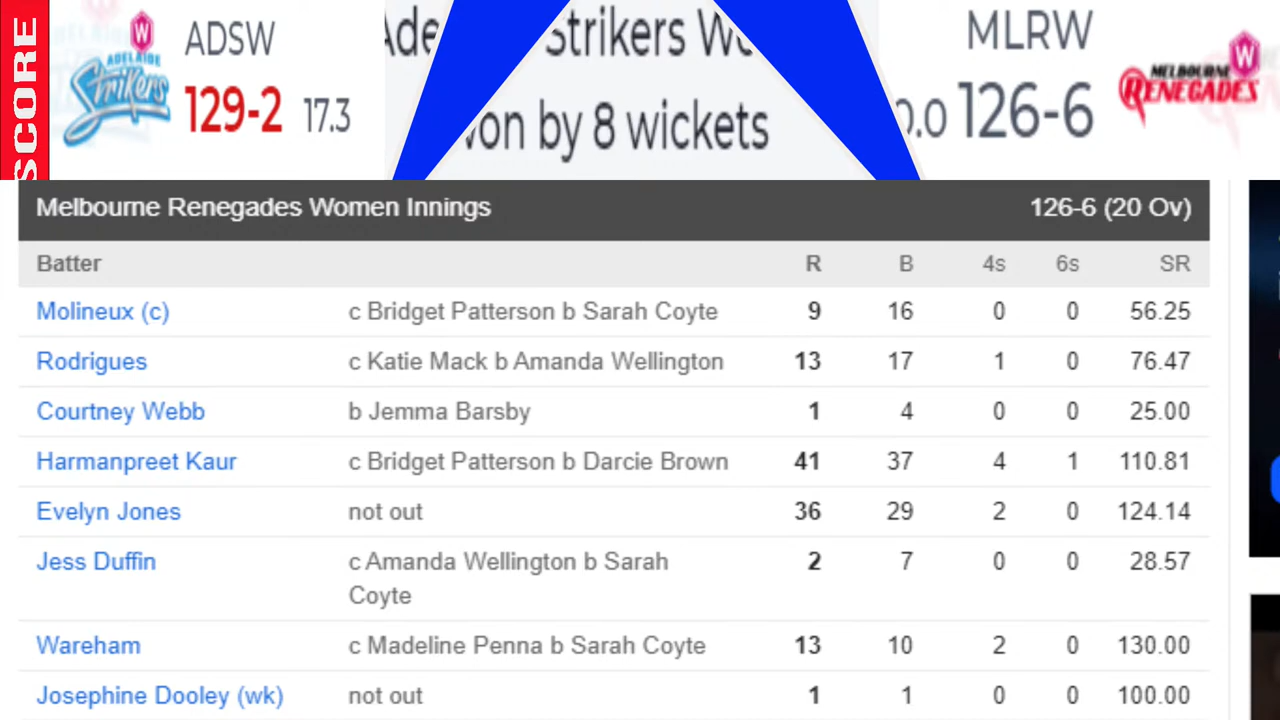 SCORE
W
ADELAIDE
Strikers
ADSW
129-2 17.3
Strikers
by 8 wickets
MLRW
126-6
W
MELBOURNE
RENEGADES
Melbourne Renegades Women Innings 126-6 (20 Ov)
Batter R B 4s 6s SR
Molineux (c) c Bridget Patterson b Sarah Coyte 9 16 0 0 56.25
Rodrigues c Katie Mack b Amanda Wellington 13 17 1 0 76.47
Courtney Webb b Jemma Barsby 1 4 0 0 25.00
Harmanpreet Kaur c Bridget Patterson b Darcie Brown 41 37 4 1 110.81
Evelyn Jones not out 36 29 2 0 124.14
Jess Duffin c Amanda Wellington b Sarah 2 7 0 0 28.57
Coyte
Wareham c Madeline Penna b Sarah Coyte 13 10 2 0 130.00
Josephine Dooley (wk) not out 1 1 0 0 100.00